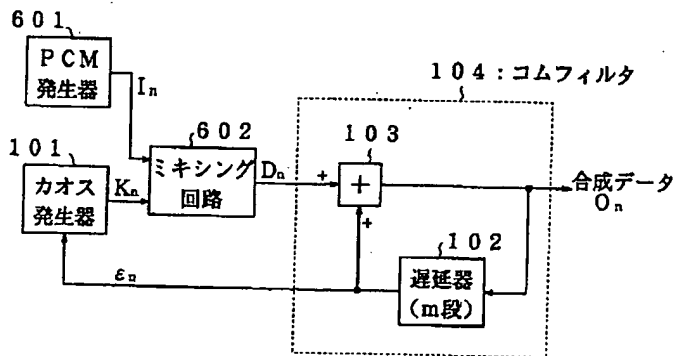 601
PCM
発生器
In
104:コムフィルタ
101
カオス
発生器
Kn
602
ミキシング
回路
Dn
+
103
+
+
合成データ
On
102
遅延器
(m段)
εn